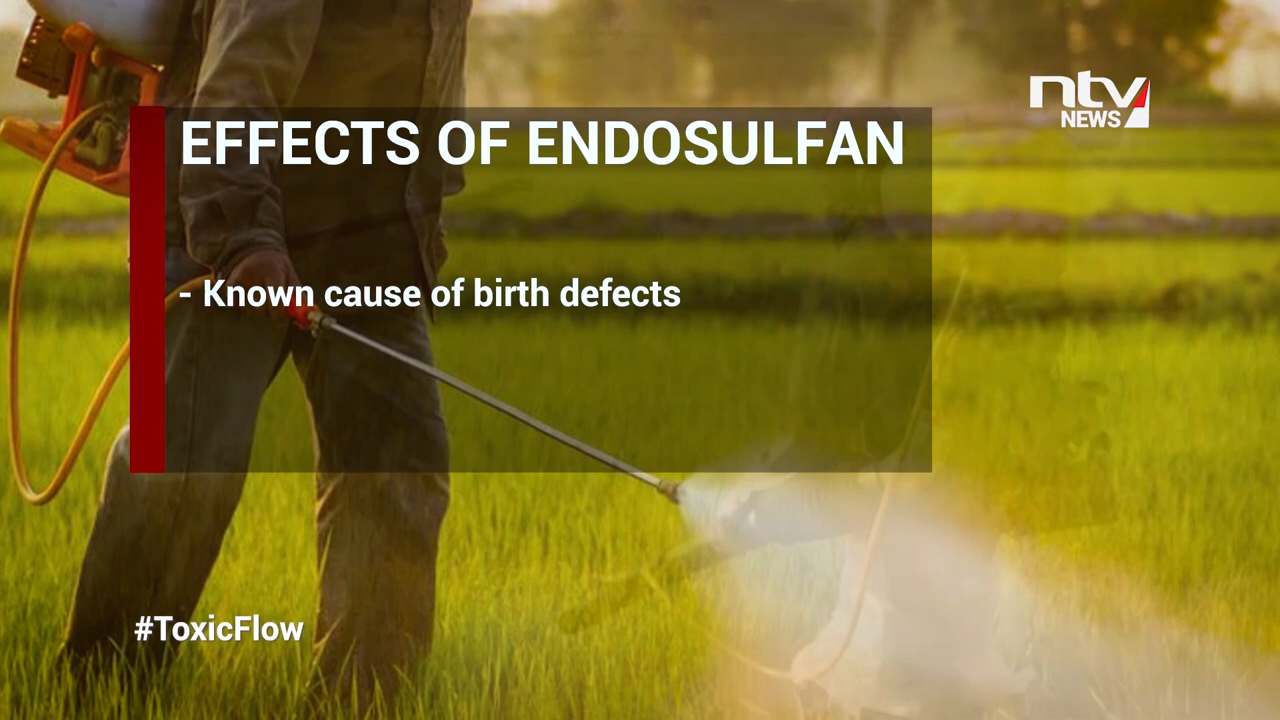 ntv
NEWS
EFFECTS OF ENDOSULFAN
- Known cause of birth defects
#ToxicFlow